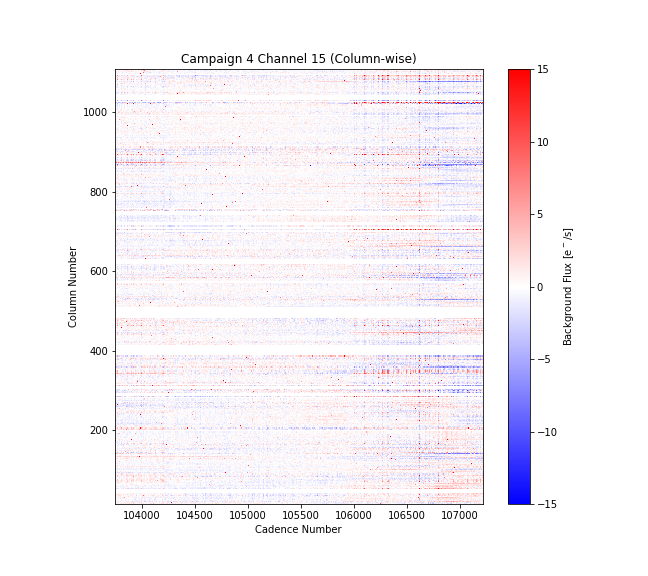 Campaign 4 Channel 15 (Column-wise)
1000
800
600
400
200
Column Number
104000 104500 105000 105500 106000 106500 107000
Cadence Number
15
10
5
0
−5
−10
−15
Background Flux [e⁻/s]